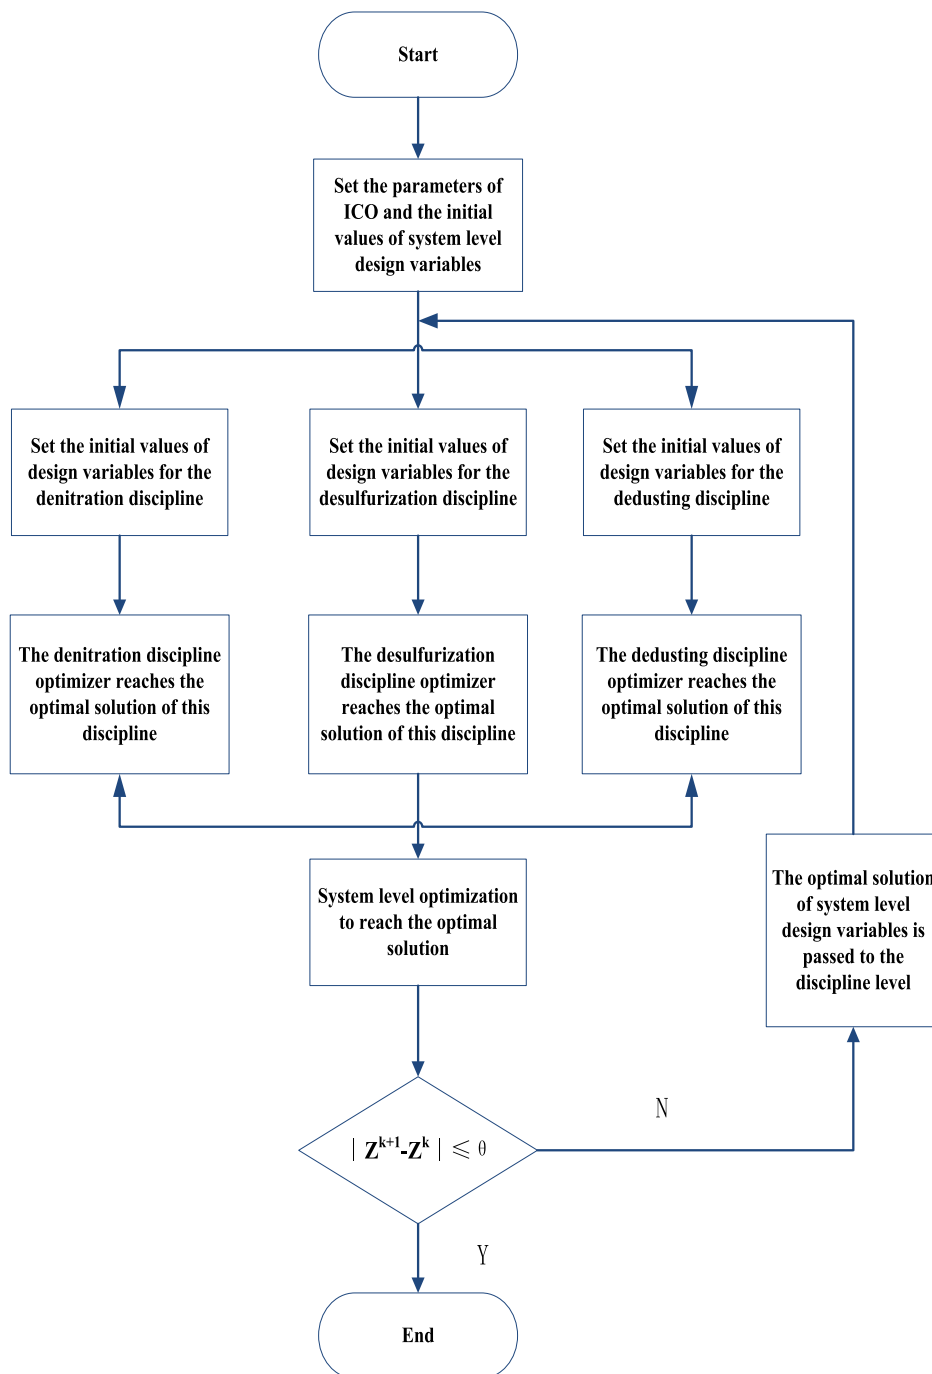 Start
Set the parameters of
ICO and the initial
values of system level
design variables
Set the initial values of
design variables for the
denitration discipline
Set the initial values of
design variables for the
desulfurization discipline
Set the initial values of
design variables for the
dedusting discipline
The denitration discipline
optimizer reaches the
optimal solution of this
discipline
The desulfurization
discipline optimizer
reaches the optimal
solution of this discipline
The dedusting discipline
optimizer reaches the
optimal solution of this
discipline
System level optimization
to reach the optimal
solution
The optimal solution
of system level
design variables is
passed to the
discipline level
| Z^{k+1}-Z^k | ≤ θ
N
Y
End